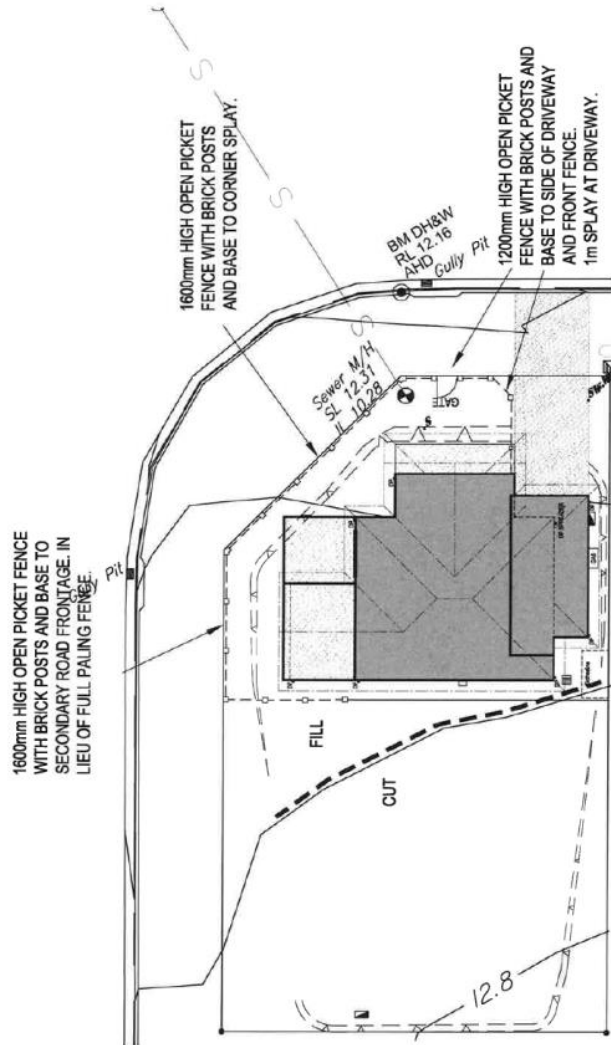 1600mm HIGH OPEN PICKET
FENCE WITH BRICK POSTS
AND BASE TO CORNER SPLAY.
1200mm HIGH OPEN PICKET
FENCE WITH BRICK POSTS AND
BASE TO SIDE OF DRIVEWAY
AND FRONT FENCE.
1m SPLAY AT DRIVEWAY.
1600mm HIGH OPEN PICKET FENCE
WITH BRICK POSTS AND BASE TO
SECONDARY ROAD FRONTAGE. IN
LIEU OF FULL PALING FENCE.
S
S
S
S
BM DH&W
RL 12.16
AHD
Gully Pit
Sewer M/H
SL 12.31
IL 10.28
GATE
S
Gully Pit
FILL
CUT
12.8